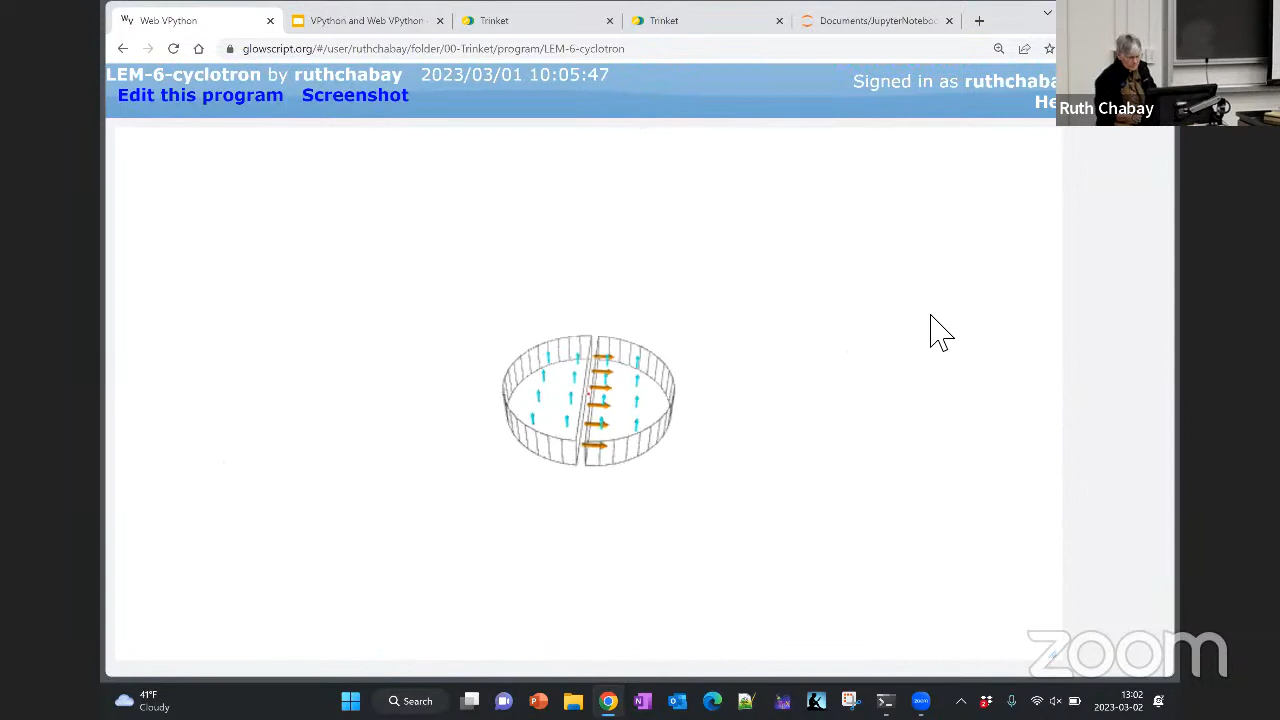 Web VPython
VPython and Web VPython
Trinket
Trinket
Documents/JupyterNoteboo
glowscript.org/#/user/ruthchabay/folder/00-Trinket/program/LEM-6-cyclotron
LEM-6-cyclotron by ruthchabay 2023/03/01 10:05:47
Signed in as ruthchaba
Edit this program Screenshot
He
Ruth Chabay
zoom
41°F
Cloudy
Search
13:02
2023-03-02